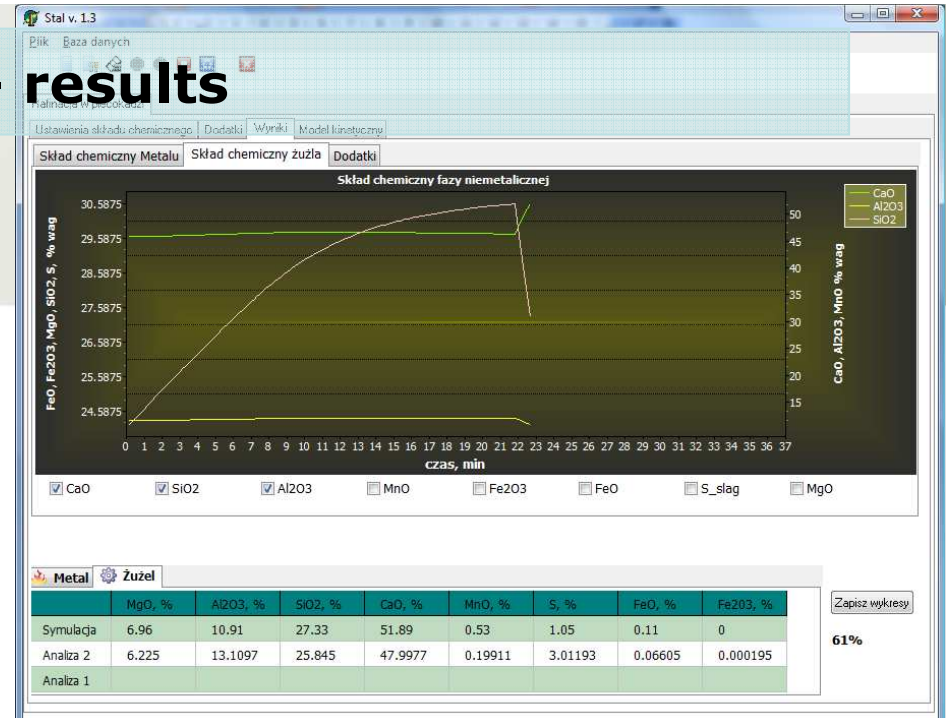 Stal v. 1.3
Plik Baza danych
- results
Rafinacja w piecokadzi
Ustawienia składu chemicznego Dodatki Wyniki Model kinetyczny
Skład chemiczny Metalu Skład chemiczny żużla Dodatki
Skład chemiczny fazy niemetalicznej
CaO
Al2O3
SiO2
FeO, Fe2O3, MgO, SiO2, S, % wag
30.5875
29.5875
28.5875
27.5875
26.5875
25.5875
24.5875
50
45
40
35
30
25
20
15
CaO, Al2O3, MnO % wag
0 1 2 3 4 5 6 7 8 9 10 11 12 13 14 15 16 17 18 19 20 21 22 23 24 25 26 27 28 29 30 31 32 33 34 35 36 37
czas, min
CaO SiO2 Al2O3 MnO Fe2O3 FeO S_slag MgO
Metal Żużel
MgO, % Al2O3, % SiO2, % CaO, % MnO, % S, % FeO, % Fe2O3, %
Symulacja 6.96 10.91 27.33 51.89 0.53 1.05 0.11 0
Analiza 2 6.225 13.1097 25.845 47.9977 0.19911 3.01193 0.06605 0.000195
Analiza 1
Zapisz wykresy
61%